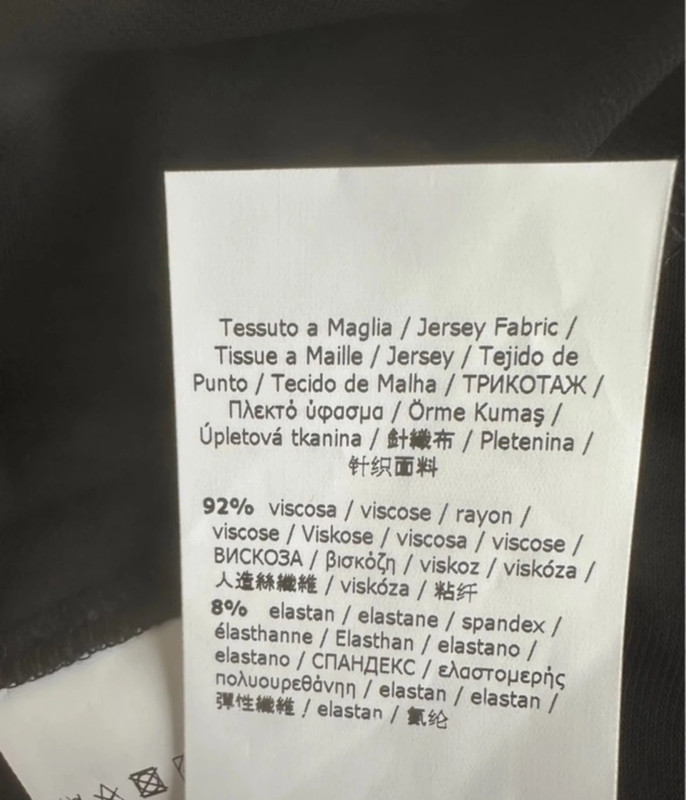 Tessuto a Maglia / Jersey Fabric /
Tissue a Maille / Jersey / Tejido de
Punto / Tecido de Malha / ТРИКОТАЖ /
Πλεκτό ύφασμα / Örme Kumaş /
Úpletová tkanina / 針織布 / Pletenina /
针织面料
92% viscosa / viscose / rayon /
viscose / Viskose / viscosa / viscose /
ВИСКОЗА / βισκόζη / viskoz / viskóza /
人造絲纖維 / viskóza / 粘纤
8% elastan / elastane / spandex /
élasthanne / Elasthan / elastano /
elastano / СПАНДЕКС / ελαστομερής
πολυουρεθάνηη / elastan / elastan /
彈性纖維 / elastan / 氨纶